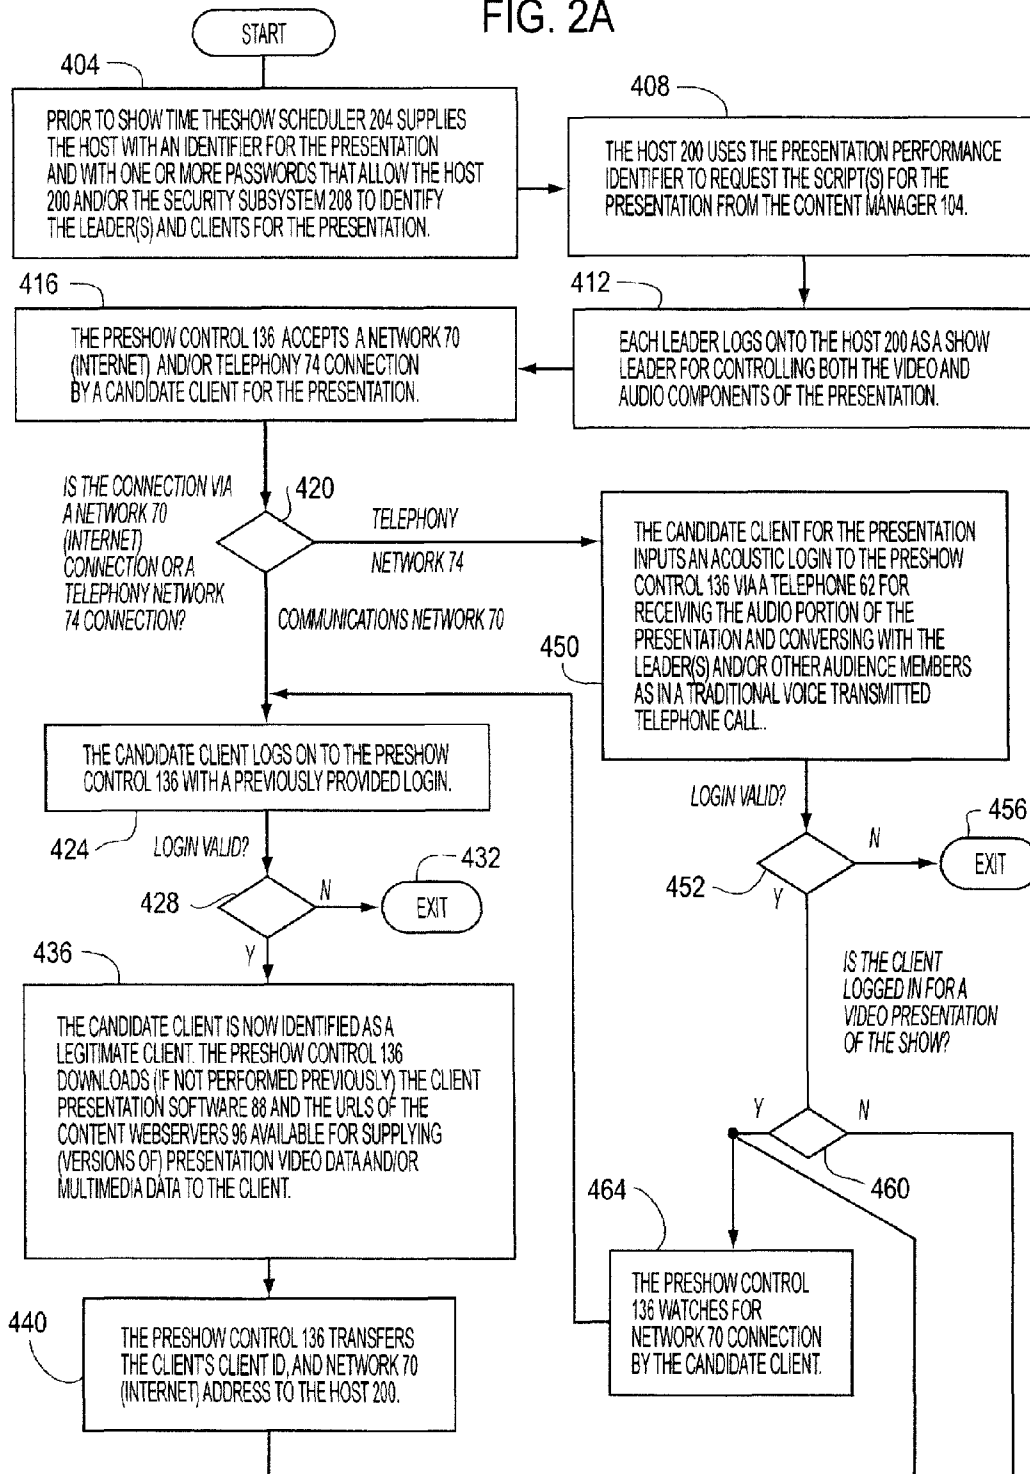 FIG. 2A
START
404
PRIOR TO SHOW TIME THESHOW SCHEDULER 204 SUPPLIES
THE HOST WITH AN IDENTIFIER FOR THE PRESENTATION
AND WITH ONE OR MORE PASSWORDS THAT ALLOW THE HOST
200 AND/OR THE SECURITY SUBSYSTEM 208 TO IDENTIFY
THE LEADER(S) AND CLIENTS FOR THE PRESENTATION.
408
THE HOST 200 USES THE PRESENTATION PERFORMANCE
IDENTIFIER TO REQUEST THE SCRIPT(S) FOR THE
PRESENTATION FROM THE CONTENT MANAGER 104.
412
EACH LEADER LOGS ONTO THE HOST 200 AS A SHOW
LEADER FOR CONTROLLING BOTH THE VIDEO AND
AUDIO COMPONENTS OF THE PRESENTATION.
416
THE PRESHOW CONTROL 136 ACCEPTS A NETWORK 70
(INTERNET) AND/OR TELEPHONY 74 CONNECTION
BY A CANDIDATE CLIENT FOR THE PRESENTATION.
IS THE CONNECTION VIA
A NETWORK 70
(INTERNET)
CONNECTION OR A
TELEPHONY NETWORK
74 CONNECTION?
420
TELEPHONY
NETWORK 74
COMMUNICATIONS NETWORK 70
450
THE CANDIDATE CLIENT FOR THE PRESENTATION
INPUTS AN ACOUSTIC LOGIN TO THE PRESHOW
CONTROL 136 VIA A TELEPHONE 62 FOR
RECEIVING THE AUDIO PORTION OF THE
PRESENTATION AND CONVERSING WITH THE
LEADER(S) AND/OR OTHER AUDIENCE MEMBERS
AS IN A TRADITIONAL VOICE TRANSMITTED
TELEPHONE CALL..
THE CANDIDATE CLIENT LOGS ON TO THE PRESHOW
CONTROL 136 WITH A PREVIOUSLY PROVIDED LOGIN.
424
LOGIN VALID?
428
N
432
EXIT
Y
LOGIN VALID?
452
N
456
EXIT
Y
436
THE CANDIDATE CLIENT IS NOW IDENTIFIED AS A
LEGITIMATE CLIENT. THE PRESHOW CONTROL 136
DOWNLOADS (IF NOT PERFORMED PREVIOUSLY) THE CLIENT
PRESENTATION SOFTWARE 88 AND THE URLS OF THE
CONTENT WEBSERVERS 96 AVAILABLE FOR SUPPLYING
(VERSIONS OF) PRESENTATION VIDEO DATA AND/OR
MULTIMEDIA DATA TO THE CLIENT.
IS THE CLIENT
LOGGED IN FOR A
VIDEO PRESENTATION
OF THE SHOW?
Y
N
460
464
THE PRESHOW CONTROL
136 WATCHES FOR
NETWORK 70 CONNECTION
BY THE CANDIDATE CLIENT.
440
THE PRESHOW CONTROL 136 TRANSFERS
THE CLIENT'S CLIENT ID, AND NETWORK 70
(INTERNET) ADDRESS TO THE HOST 200.